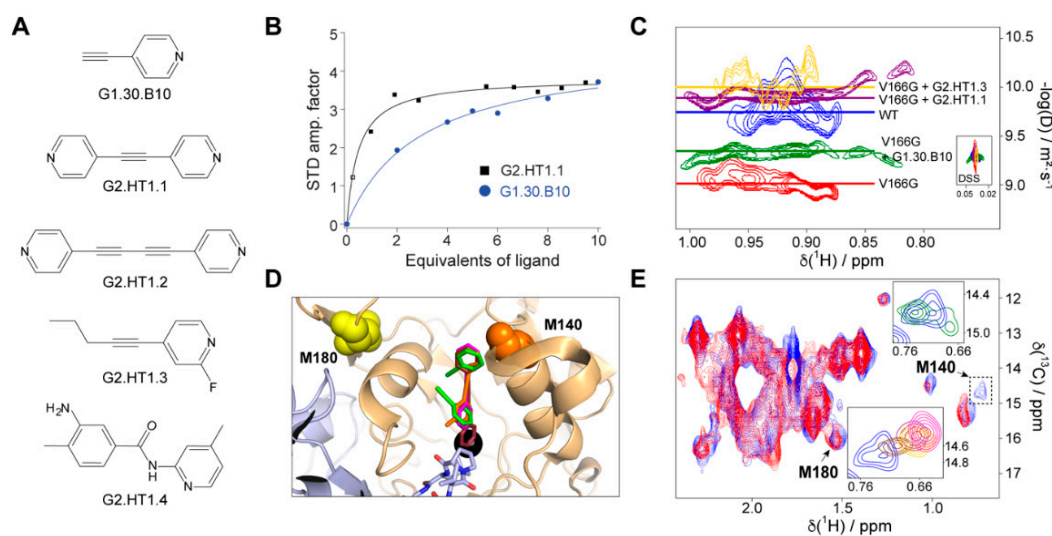 A
N
G1.30.B10
N
N
G2.HT1.1
N
N
G2.HT1.2
N
F
G2.HT1.3
H₂N
O
N
H
N
G2.HT1.4
B
STD amp. factor
5
4
3
2
1
0
0 2 4 6 8 10
Equivalents of ligand
G2.HT1.1
G1.30.B10
C
10.5
10.0
9.5
9.0
-log(D) / m²·s⁻¹
V166G + G2.HT1.3
V166G + G2.HT1.1
WT
V166G
+ G1.30.B10
V166G
DSS
0.05 0.02
1.00 0.95 0.90 0.85 0.80
δ(¹H) / ppm
D
M180
M140
E
12
13
14
15
16
17
δ(¹³C) / ppm
14.4
15.0
0.76 0.66
M140
M180
14.6
14.8
0.76 0.66
2.0 1.5 1.0
δ(¹H) / ppm